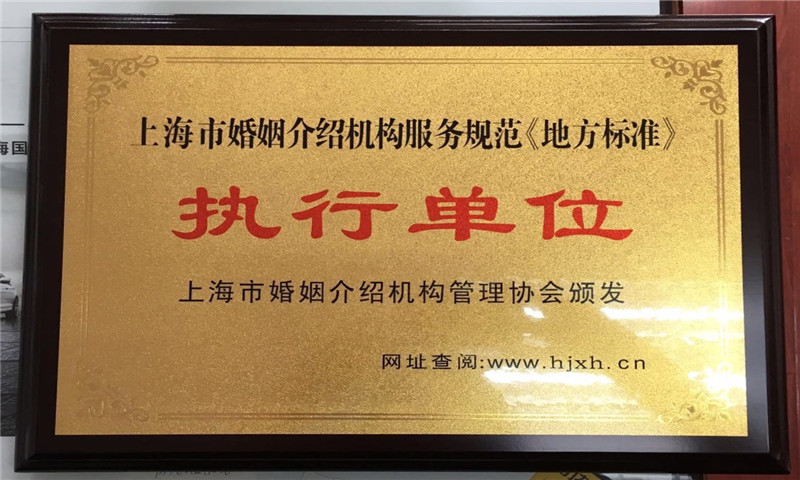 上海市婚姻介绍机构服务规范《地方标准》
执行单位
上海市婚姻介绍机构管理协会颁发
网址查阅:www.hjxh.cn
海国